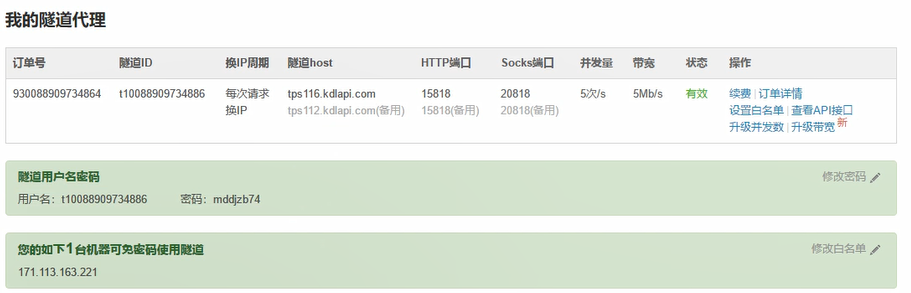 我的隧道代理
订单号 隧道ID 换IP周期 隧道host HTTP端口 Socks端口 并发量 带宽 状态 操作
930088909734864 t10088909734886 每次请求 tps116.kdlapi.com 15818 20818 5次/s 5Mb/s 有效 续费 | 订单详情
换IP tps112.kdlapi.com(备用) 15818(备用) 20818(备用) 设置白名单 | 查看API接口
升级并发数 | 升级带宽 新
隧道用户名密码 修改密码
用户名：t10088909734886 密码：mddjzb74
您的如下1台机器可免密码使用隧道 修改白名单
171.113.163.221